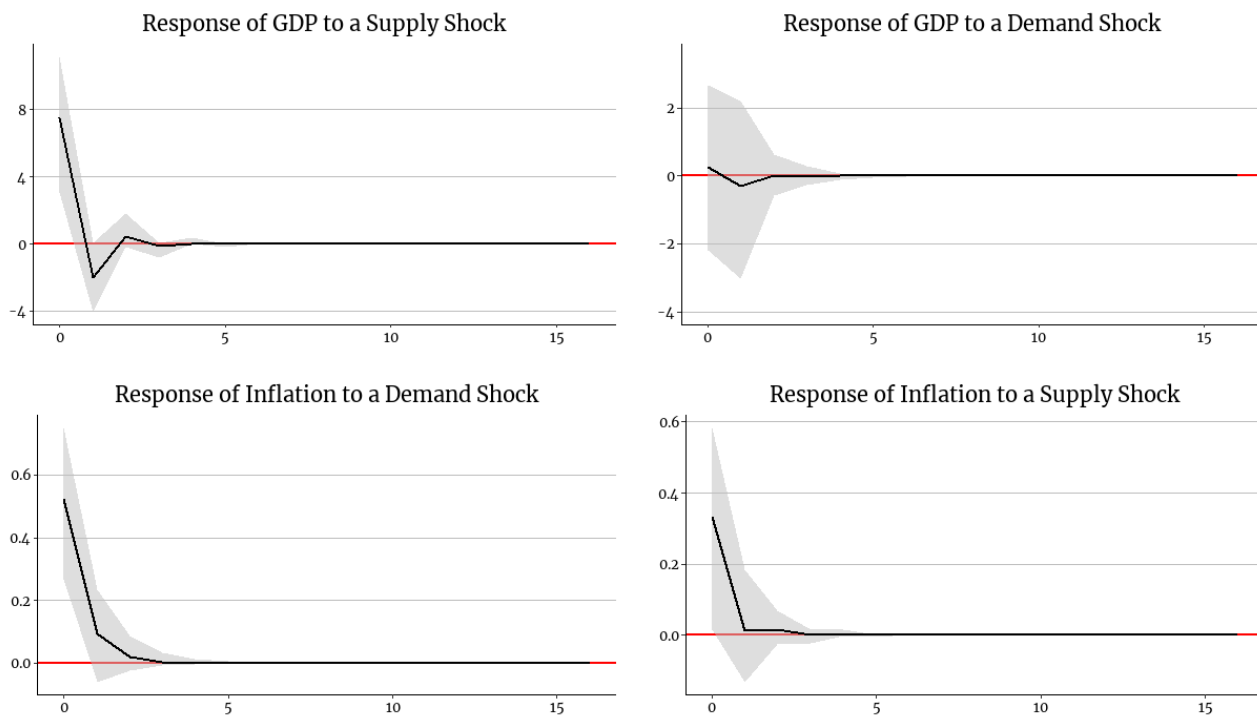 Response of GDP to a Supply Shock
8
4
0
−4
0 5 10 15
Response of GDP to a Demand Shock
2
0
−2
−4
0 5 10 15
Response of Inflation to a Demand Shock
0.6
0.4
0.2
0.0
0 5 10 15
Response of Inflation to a Supply Shock
0.6
0.4
0.2
0.0
0 5 10 15